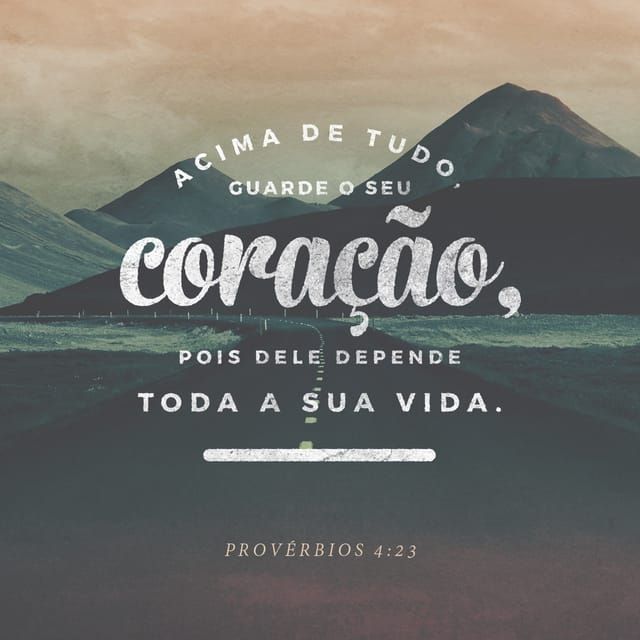 ACIMA DE TUDO,
GUARDE O SEU
coração,
POIS DELE DEPENDE
TODA A SUA VIDA.
PROVÉRBIOS 4:23